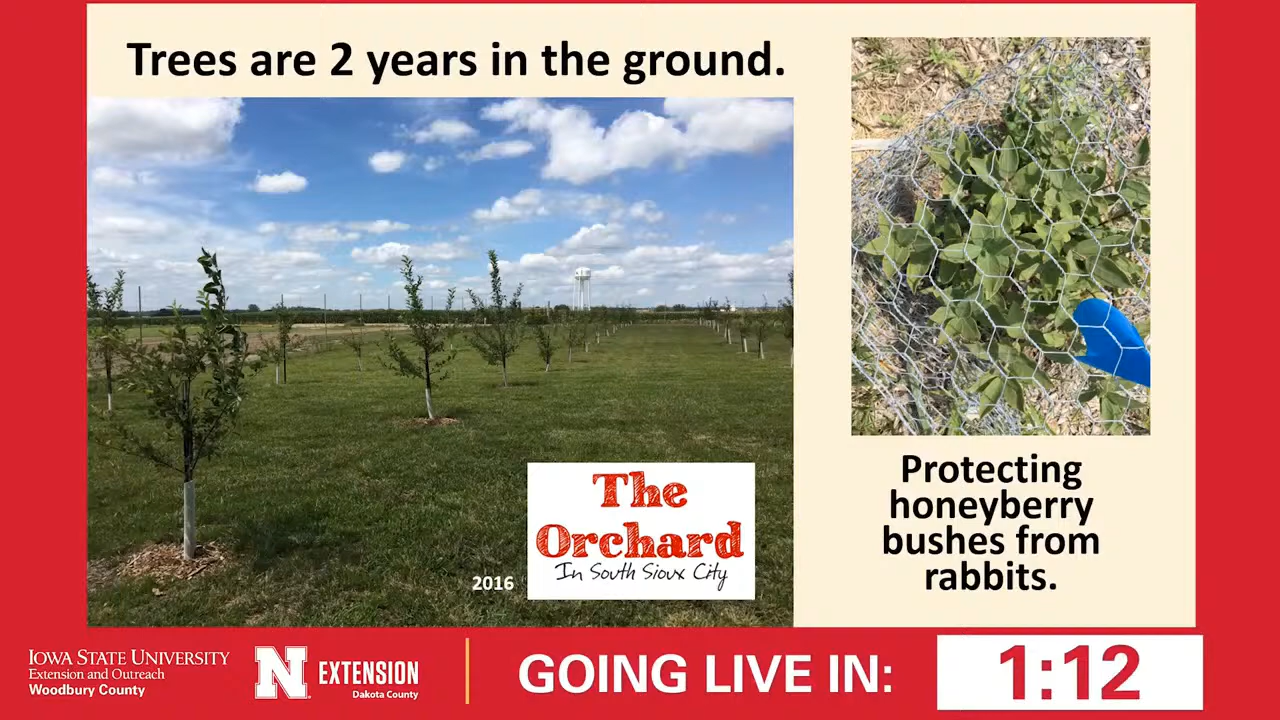 Trees are 2 years in the ground.
The
Orchard
In South Sioux City
2016
Protecting
honeyberry
bushes from
rabbits.
IOWA STATE UNIVERSITY
Extension and Outreach
Woodbury County
N
EXTENSION
Dakota County
GOING LIVE IN:
1:12